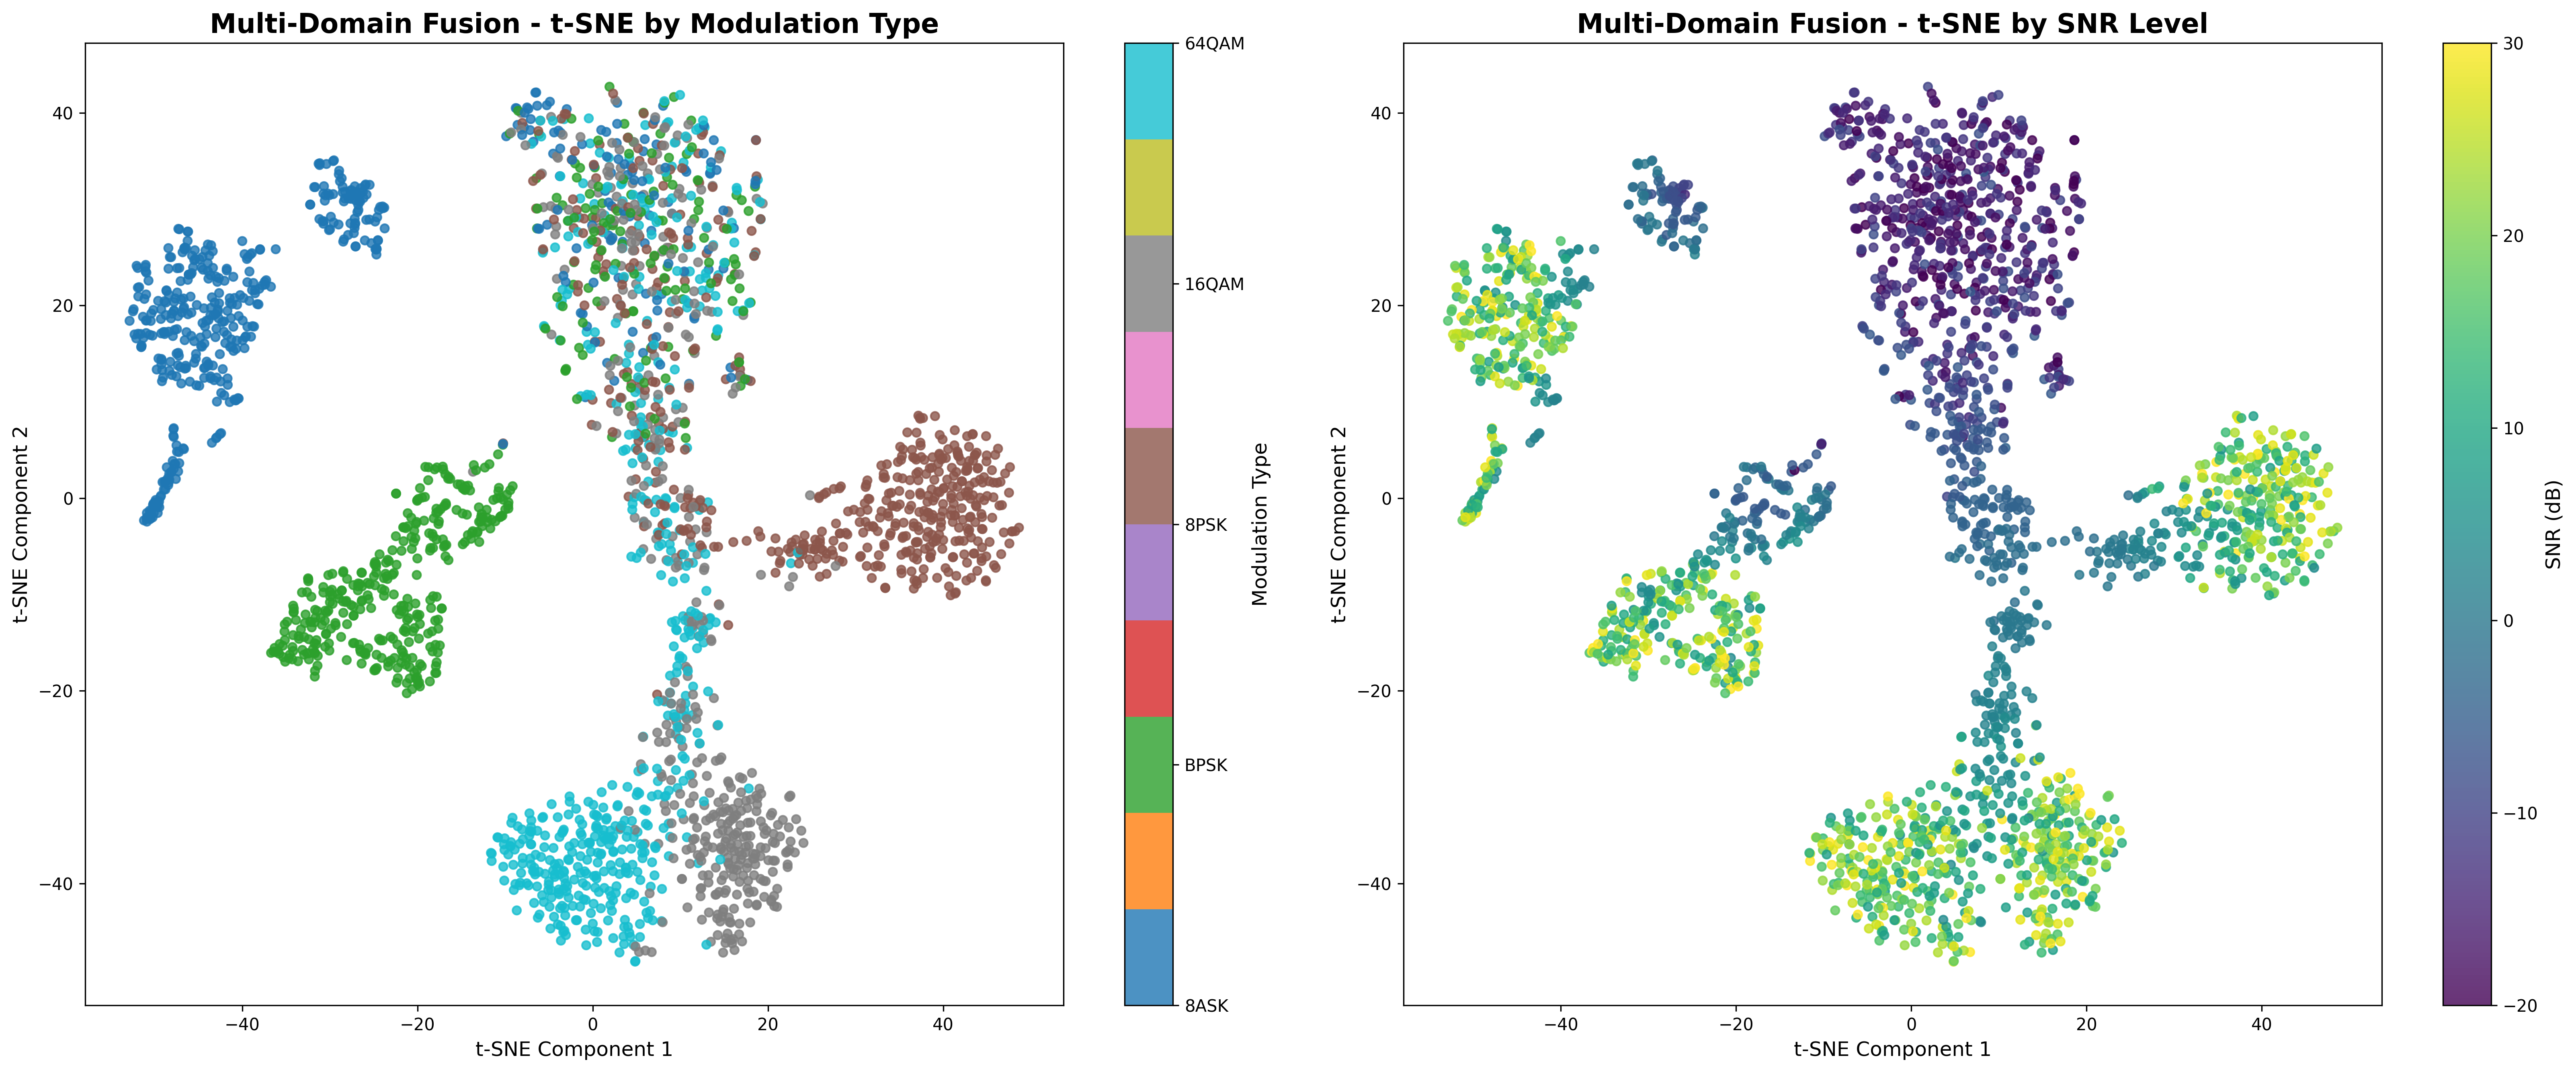 Multi-Domain Fusion - t-SNE by Modulation Type
40
20
0
−20
−40
t-SNE Component 2
−40
−20
0
20
40
t-SNE Component 1
64QAM
16QAM
8PSK
BPSK
8ASK
Modulation Type
Multi-Domain Fusion - t-SNE by SNR Level
40
20
0
−20
−40
t-SNE Component 2
−40
−20
0
20
40
t-SNE Component 1
30
20
10
0
−10
−20
SNR (dB)